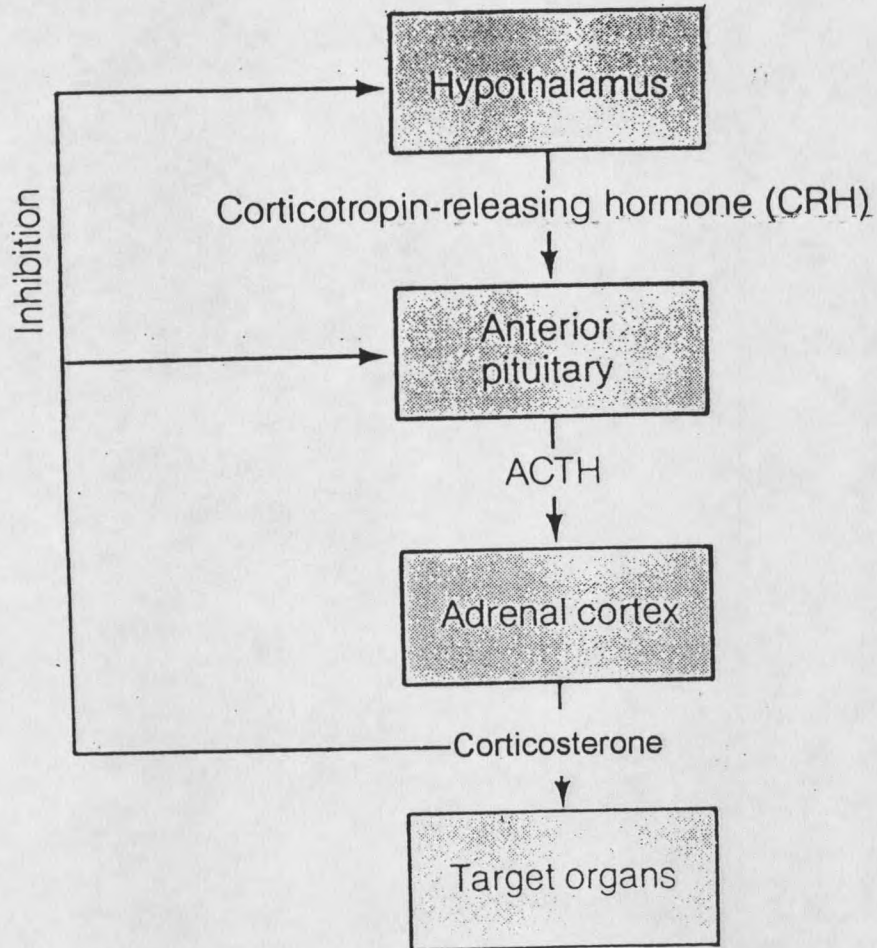 Hypothalamus
Corticotropin-releasing hormone (CRH)
Inhibition
Anterior
pituitary
ACTH
Adrenal cortex
Corticosterone
Target organs